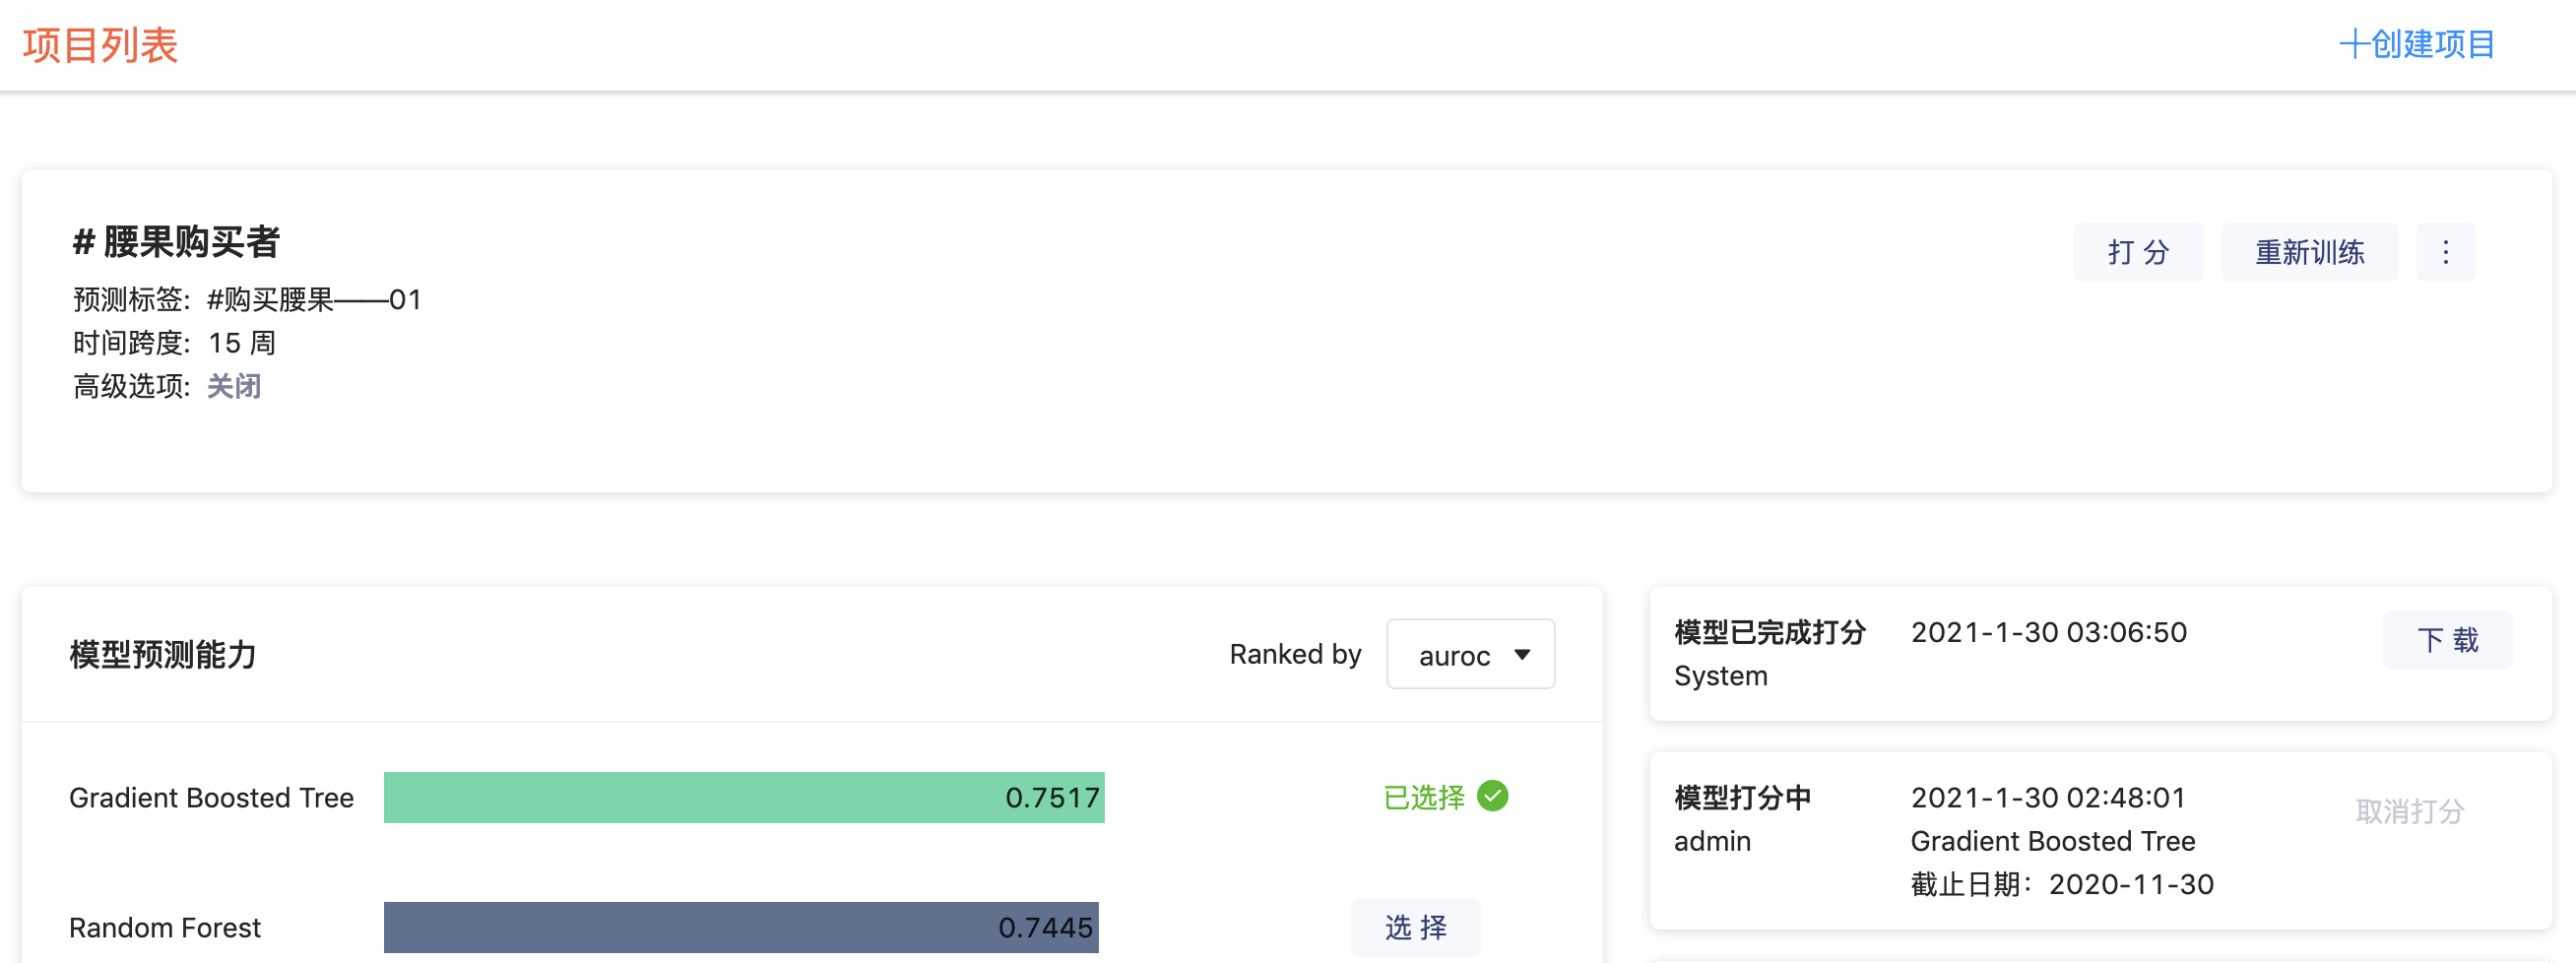 项目列表
+创建项目
# 腰果购买者
打 分
重新训练
预测标签: #购买腰果——01
时间跨度: 15 周
高级选项: 关闭
模型预测能力
Ranked by
auroc
Gradient Boosted Tree
0.7517
已选择
Random Forest
0.7445
选 择
模型已完成打分
2021-1-30 03:06:50
下 载
System
模型打分中
2021-1-30 02:48:01
取消打分
admin
Gradient Boosted Tree
截止日期：2020-11-30